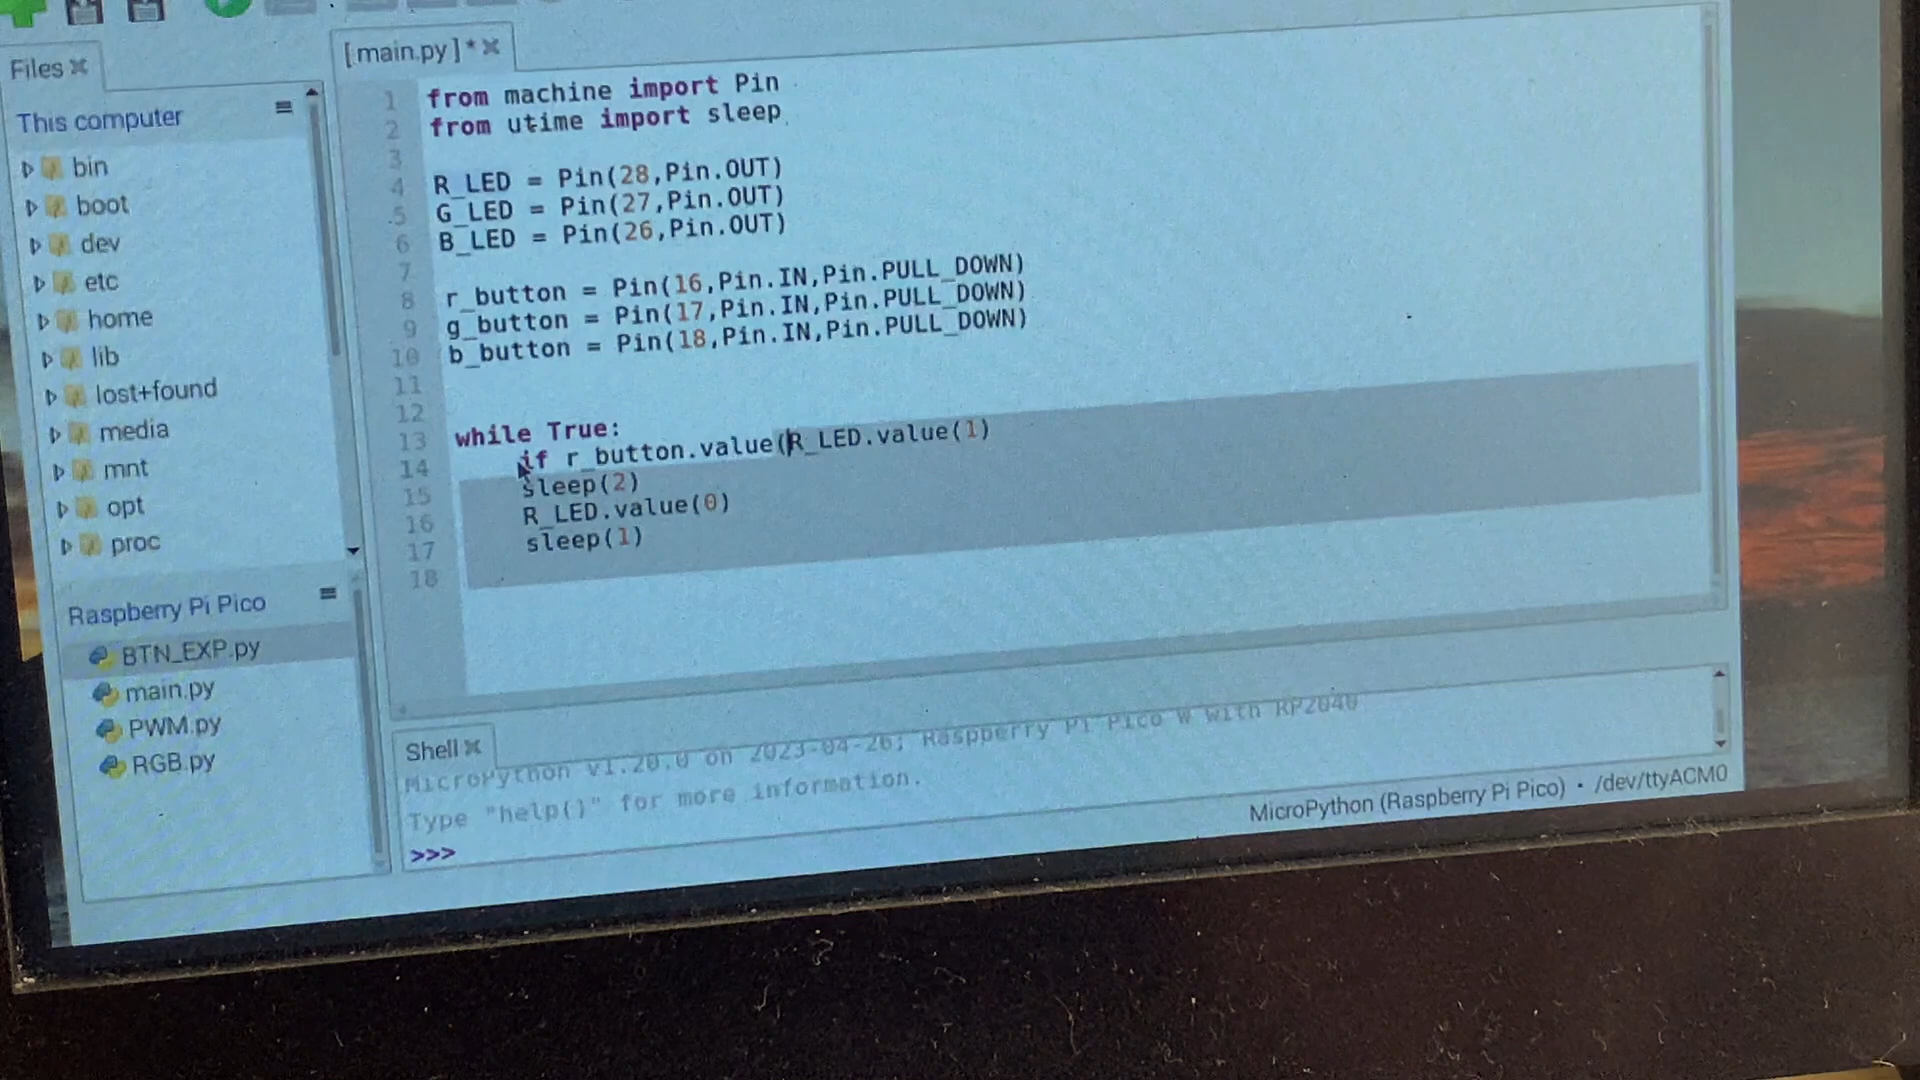 Files
This computer
bin
boot
dev
etc
home
lib
lost+found
media
mnt
opt
proc
Raspberry Pi Pico
BTN_EXP.py
main.py
PWM.py
RGB.py
[ main.py ] *
1 from machine import Pin
2 from utime import sleep
3
4 R_LED = Pin(28,Pin.OUT)
5 G_LED = Pin(27,Pin.OUT)
6 B_LED = Pin(26,Pin.OUT)
7
8 r_button = Pin(16,Pin.IN,Pin.PULL_DOWN)
9 g_button = Pin(17,Pin.IN,Pin.PULL_DOWN)
10 b_button = Pin(18,Pin.IN,Pin.PULL_DOWN)
11
12
13 while True:
14 if r_button.value(R_LED.value(1)
15 sleep(2)
16 R_LED.value(0)
17 sleep(1)
18
Shell
MicroPython v1.20.0 on 2023-04-26; Raspberry Pi Pico W with RP2040
Type "help()" for more information.
>>>
MicroPython (Raspberry Pi Pico) · /dev/ttyACM0